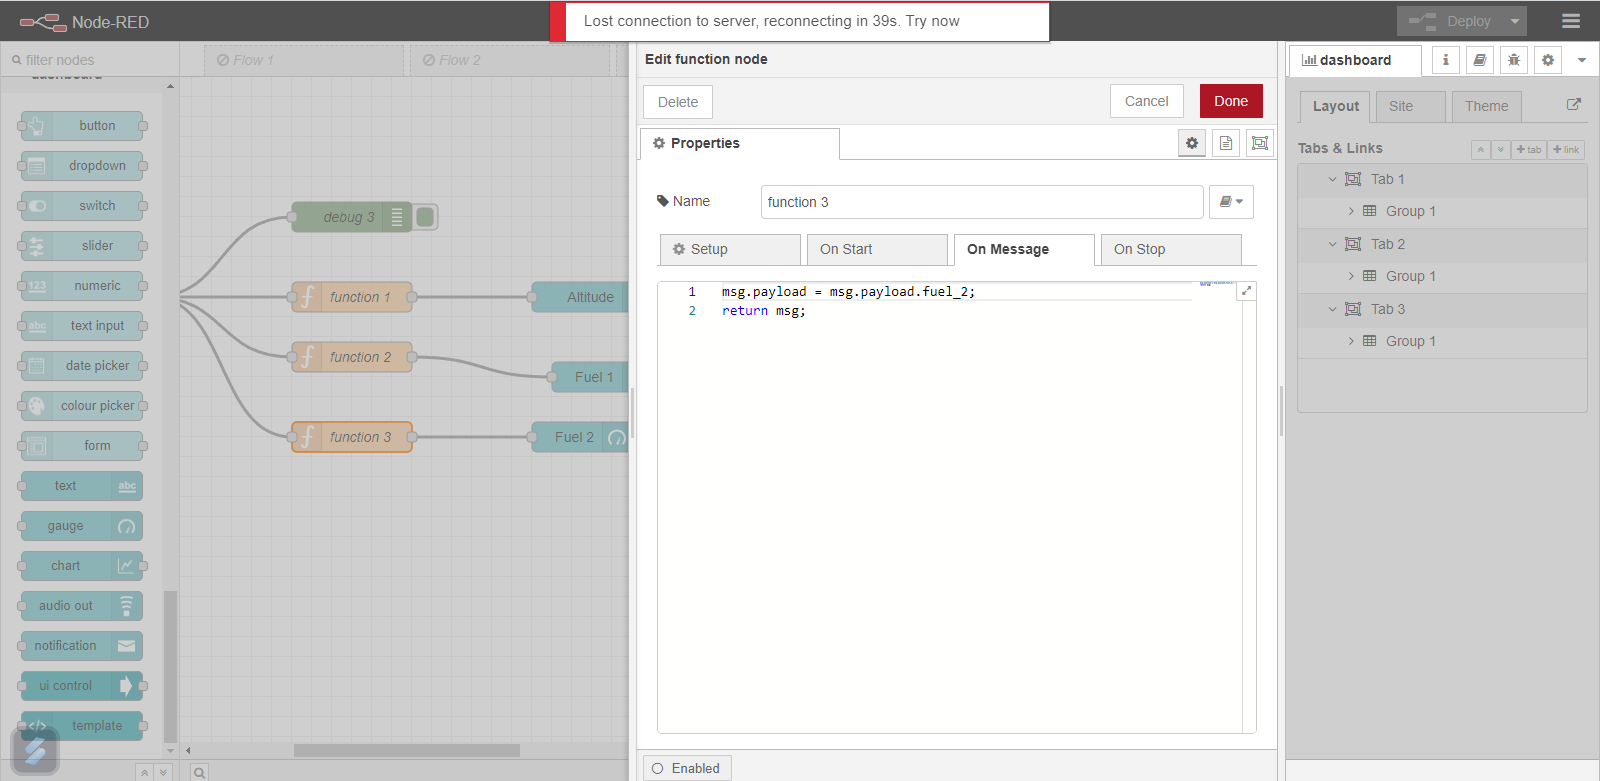 Node-RED
Lost connection to server, reconnecting in 39s. Try now
Deploy
filter nodes
dashboard
button
dropdown
switch
slider
123 numeric
abc text input
date picker
colour picker
form
text abc
gauge
chart
audio out
notification
ui control
</> template
Flow 1
Flow 2
debug 3
function 1
Altitude
function 2
Fuel 1
function 3
Fuel 2
Edit function node
Delete
Cancel
Done
Properties
Name
function 3
Setup
On Start
On Message
On Stop
1 msg.payload = msg.payload.fuel_2;
2 return msg;
Enabled
dashboard
i
Layout
Site
Theme
Tabs & Links
+ tab
+ link
Tab 1
Group 1
Tab 2
Group 1
Tab 3
Group 1